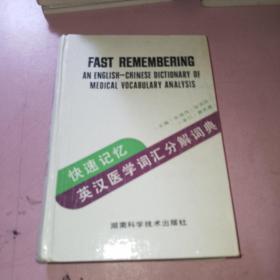 FAST REMEMBERING
AN ENGLISH—CHINESE DICTIONARY OF
MEDICAL VOCABULARY ANALYSIS
快速记忆
英汉医学词汇分解词典
湖南科学技术出版社